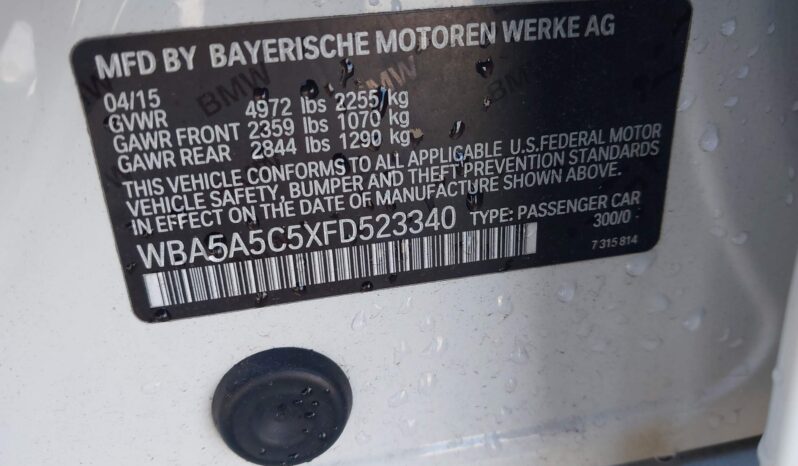 MFD BY BAYERISCHE MOTOREN WERKE AG
04/15
GVWR 4972 lbs 2255 kg
GAWR FRONT 2359 lbs 1070 kg
GAWR REAR 2844 lbs 1290 kg
THIS VEHICLE CONFORMS TO ALL APPLICABLE U.S.FEDERAL MOTOR
VEHICLE SAFETY, BUMPER AND THEFT PREVENTION STANDARDS
IN EFFECT ON THE DATE OF MANUFACTURE SHOWN ABOVE.
WBA5A5C5XFD523340 TYPE: PASSENGER CAR
300/0
7 315 814
BMW
BMW
BMW